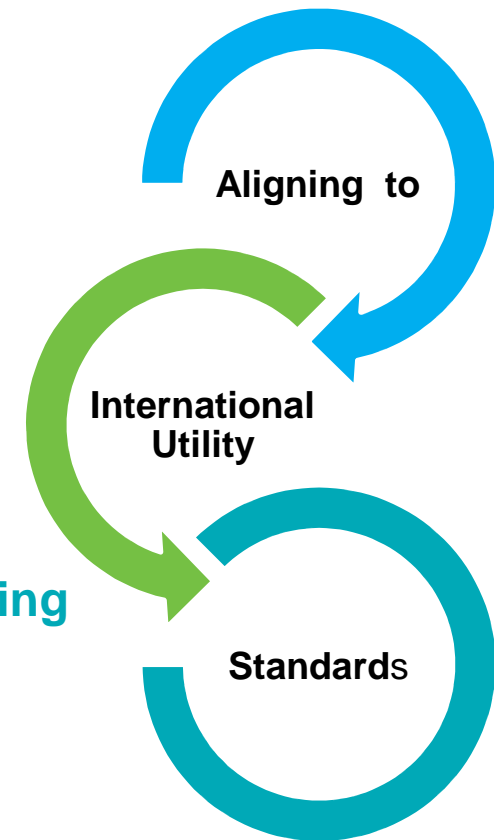 Aligning to
International
Utility
ing
Standards